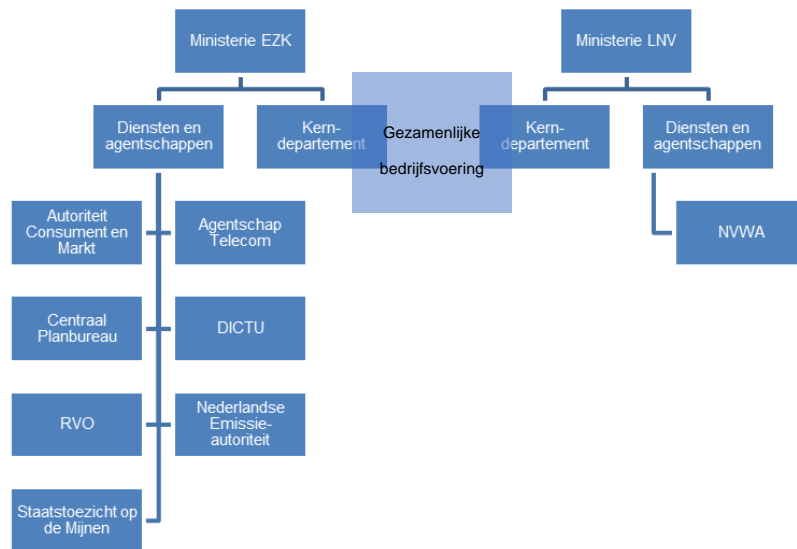 Ministerie EZK
Ministerie LNV
Diensten en
agentschappen
Kern-
departement
Gezamenlijke
bedrijfsvoering
Kern-
departement
Diensten en
agentschappen
Autoriteit
Consument en
Markt
Agentschap
Telecom
NVWA
Centraal
Planbureau
DICTU
RVO
Nederlandse
Emissie-
autoriteit
Staatstoezicht op
de Mijnen